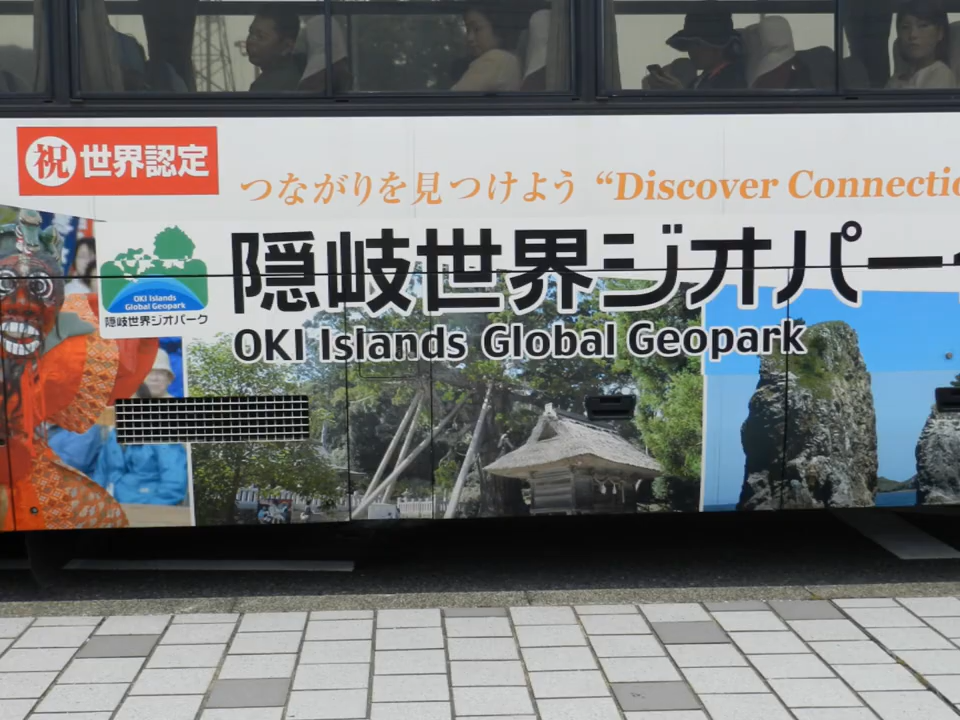 祝 世界認定
つながりを見つけよう “Discover Connectio
OKI Islands
Global Geopark
隠岐世界ジオパーク
隠岐世界ジオパー
OKI Islands Global Geopark